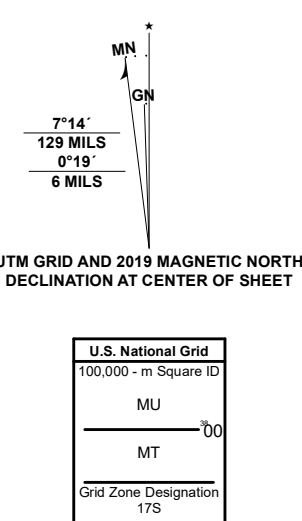 ★
MN
GN
7°14´
129 MILS
0°19´
6 MILS
UTM GRID AND 2019 MAGNETIC NORTH
DECLINATION AT CENTER OF SHEET
U.S. National Grid
100,000 - m Square ID
MU
³⁸00
MT
Grid Zone Designation
17S